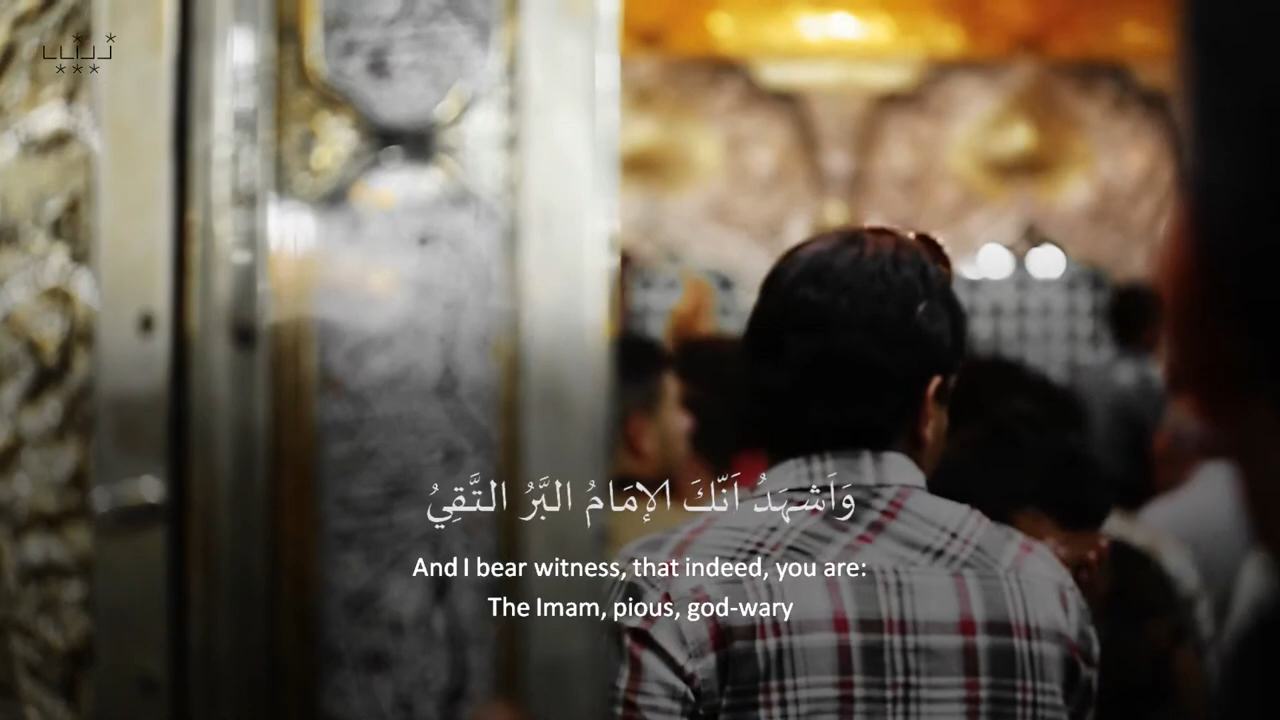 وَاَشهَدُ اَنّكَ الإمَامُ البَّرُ التَّقِيُ
And I bear witness, that indeed, you are:
The Imam, pious, god-wary